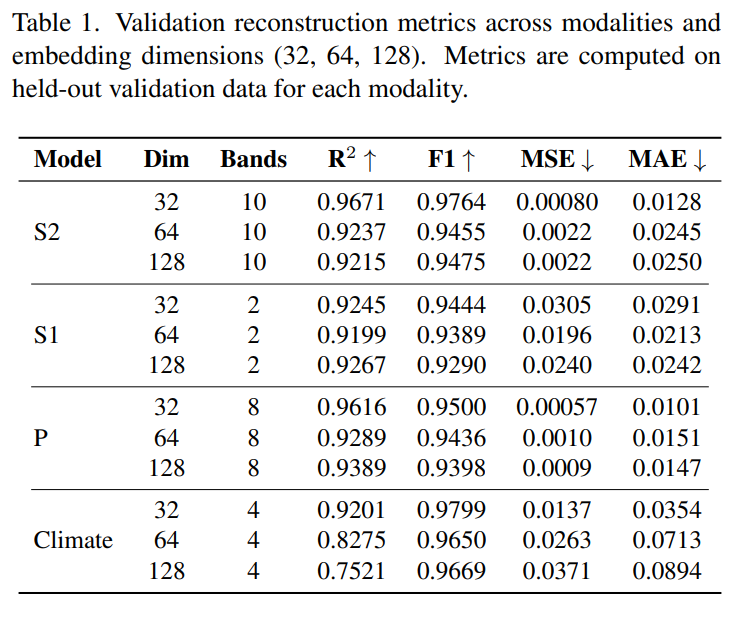 Table 1. Validation reconstruction metrics across modalities and
embedding dimensions (32, 64, 128). Metrics are computed on
held-out validation data for each modality.
Model Dim Bands R² ↑ F1 ↑ MSE ↓ MAE ↓
32 10 0.9671 0.9764 0.00080 0.0128
S2 64 10 0.9237 0.9455 0.0022 0.0245
128 10 0.9215 0.9475 0.0022 0.0250
32 2 0.9245 0.9444 0.0305 0.0291
S1 64 2 0.9199 0.9389 0.0196 0.0213
128 2 0.9267 0.9290 0.0240 0.0242
32 8 0.9616 0.9500 0.00057 0.0101
P 64 8 0.9289 0.9436 0.0010 0.0151
128 8 0.9389 0.9398 0.0009 0.0147
32 4 0.9201 0.9799 0.0137 0.0354
Climate 64 4 0.8275 0.9650 0.0263 0.0713
128 4 0.7521 0.9669 0.0371 0.0894